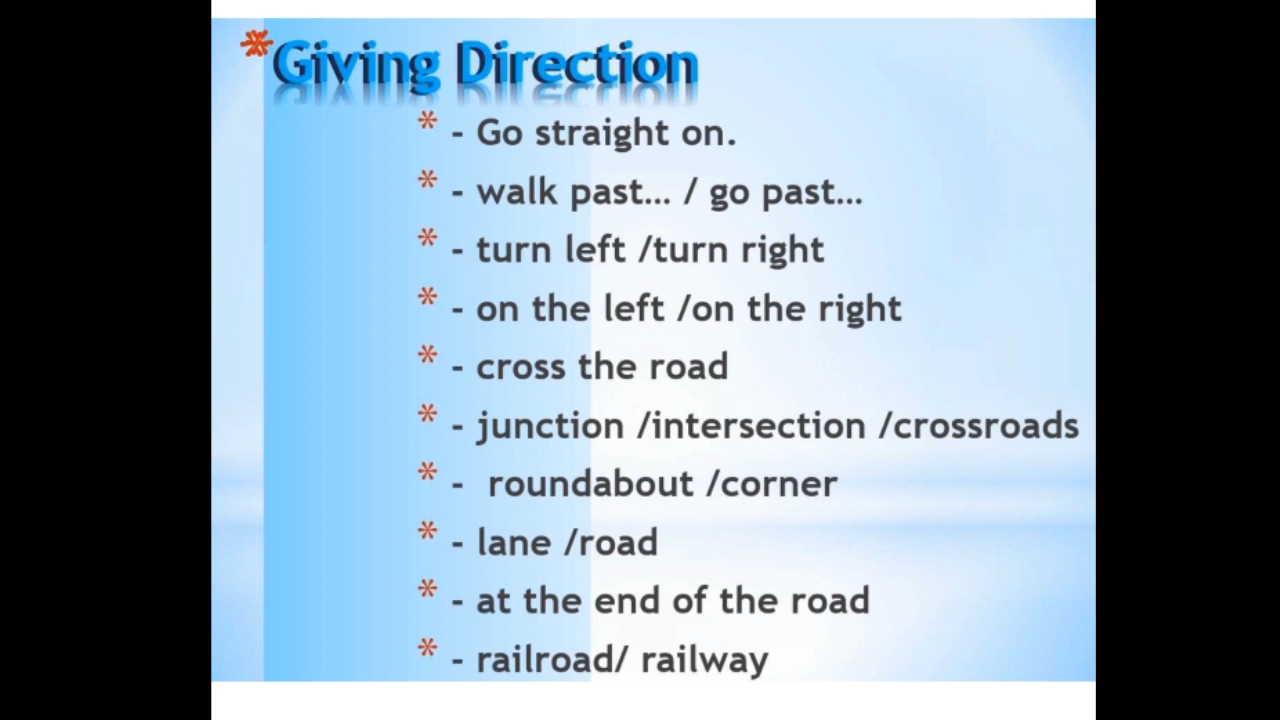 *Giving Direction
* - Go straight on.
* - walk past... / go past...
* - turn left /turn right
* - on the left /on the right
* - cross the road
* - junction /intersection /crossroads
* -  roundabout /corner
* - lane /road
* - at the end of the road
* - railroad/ railway